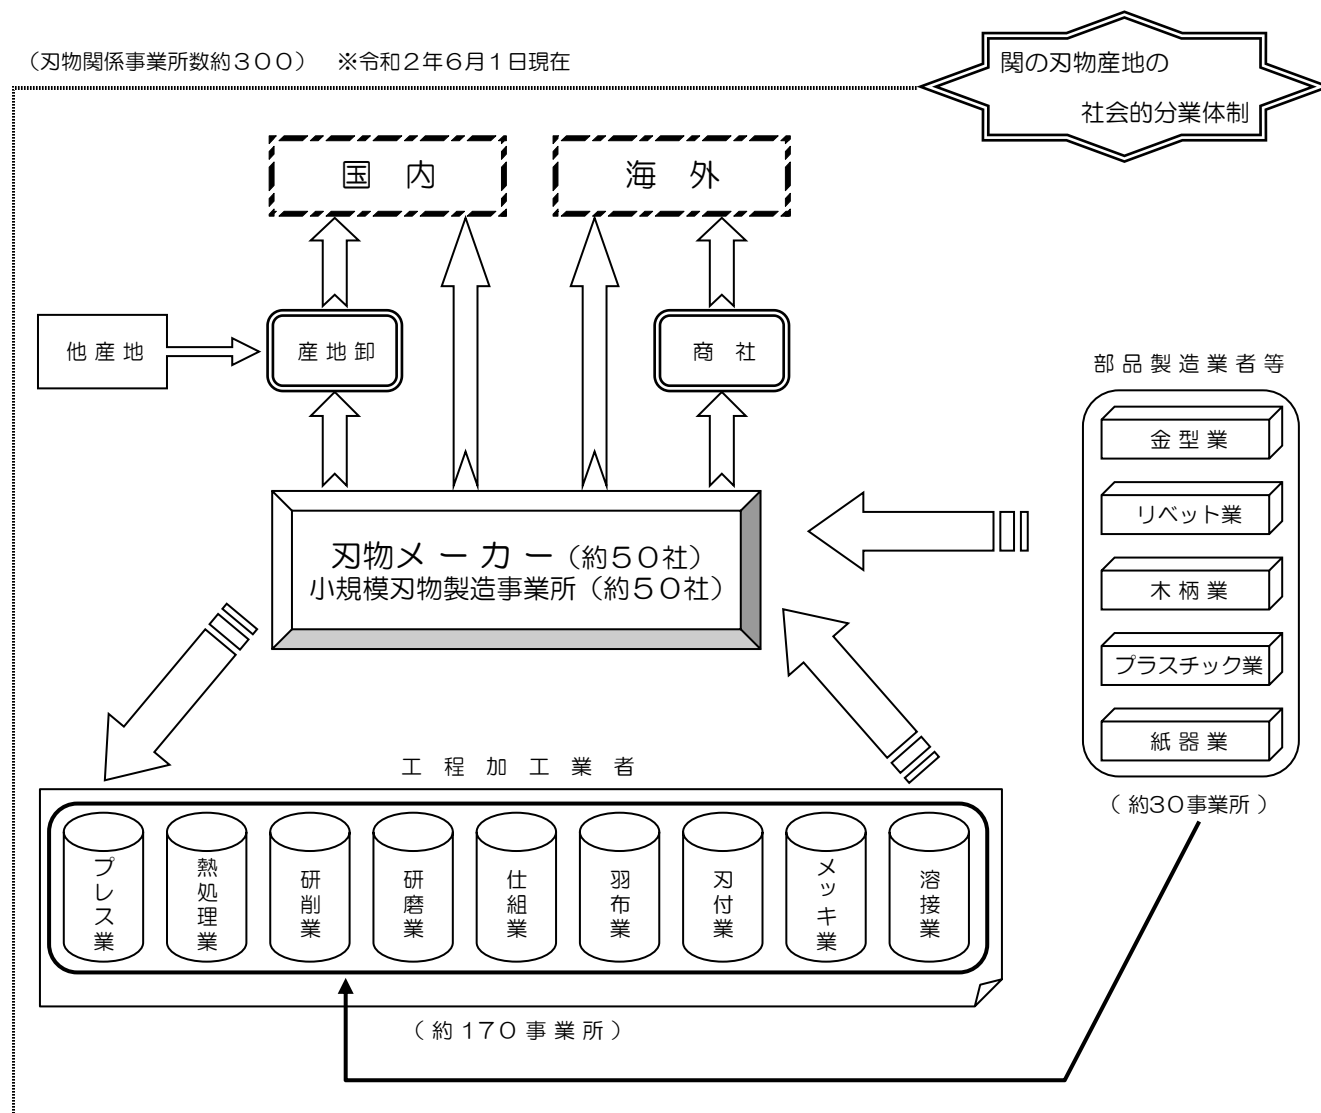 （刃物関係事業所数約３００）　※令和２年６月１日現在
関の刃物産地の
社会的分業体制
国　内
海　外
他 産 地
産 地 卸
商　社
部 品 製 造 業 者 等
金 型 業
リベット業
木 柄 業
プラスチック業
紙 器 業
（ 約30事業所 ）
刃物メ ー カ ー（約５０社）
小規模刃物製造事業所（約５０社）
工 程 加 工 業 者
プレス業
熱処理業
研削業
研磨業
仕組業
羽布業
刃付業
メッキ業
溶接業
（ 約 170 事 業 所 ）